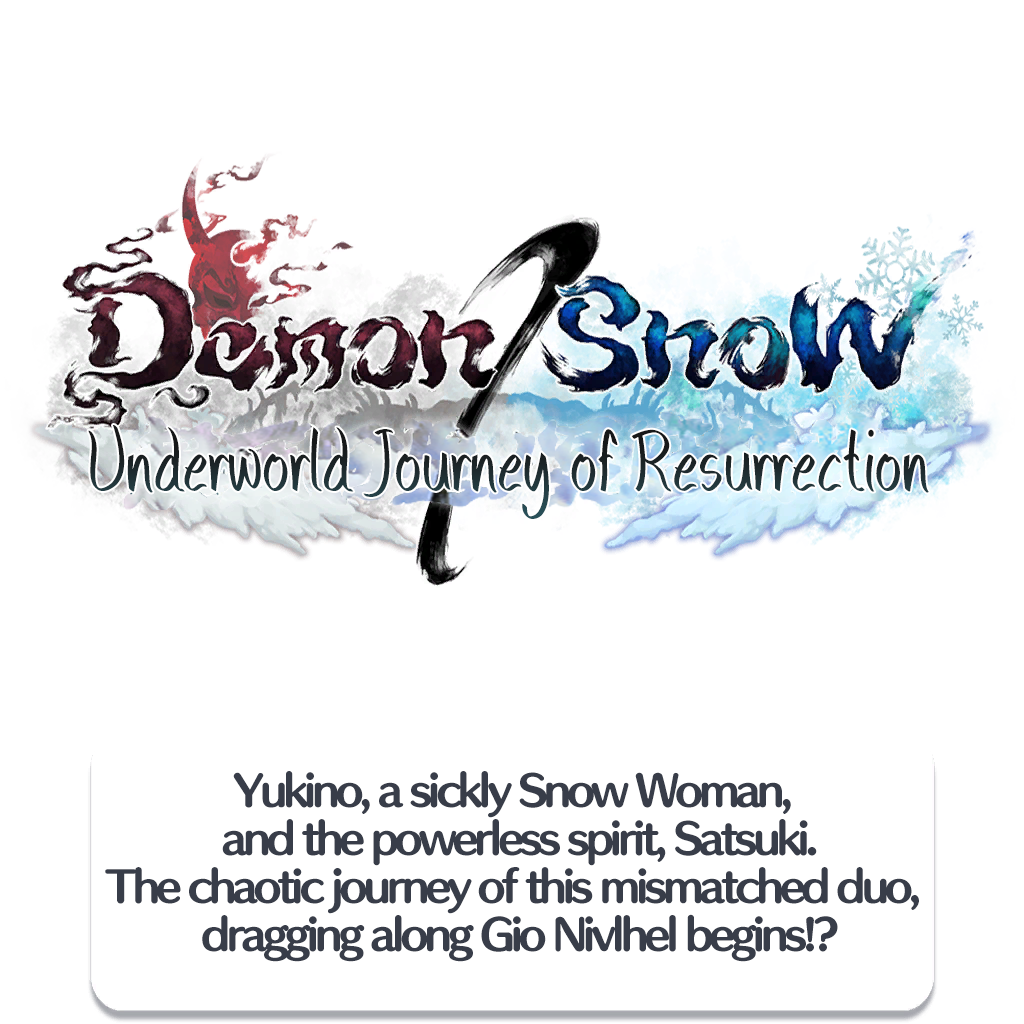 Demon/Snow
Underworld Journey of Resurrection
Yukino, a sickly Snow Woman,
and the powerless spirit, Satsuki.
The chaotic journey of this mismatched duo,
dragging along Gio Nivlhel begins!?